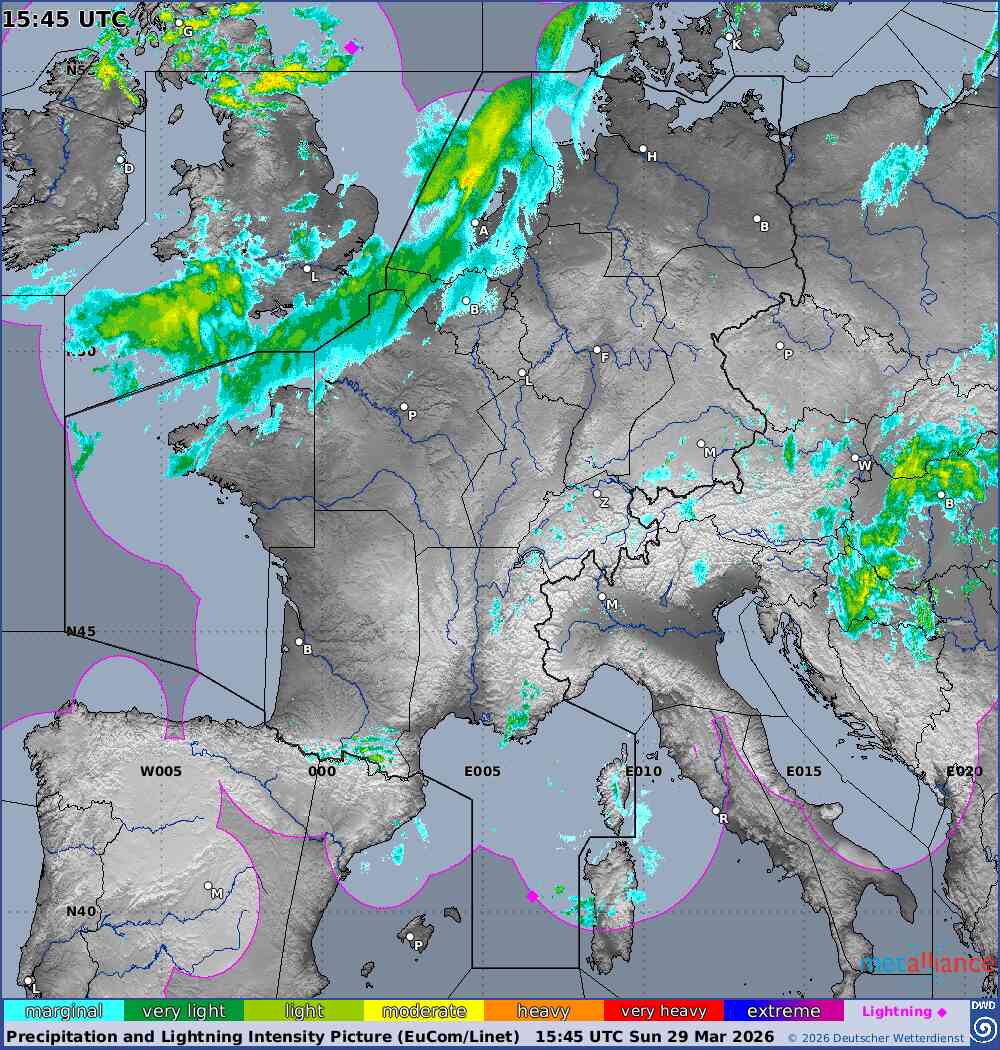 15:45 UTC
G
K
N55
D
H
A
B
L
B
N50
F
P
L
P
M
W
Z
B
M
N45
B
W005
000
E005
E010
E015
E020
R
M
N40
P
L
metalliance
marginal
very light
light
moderate
heavy
very heavy
extreme
Lightning ◆
DWD
Precipitation and Lightning Intensity Picture (EuCom/Linet) 15:45 UTC Sun 29 Mar 2026 © 2026 Deutscher Wetterdienst